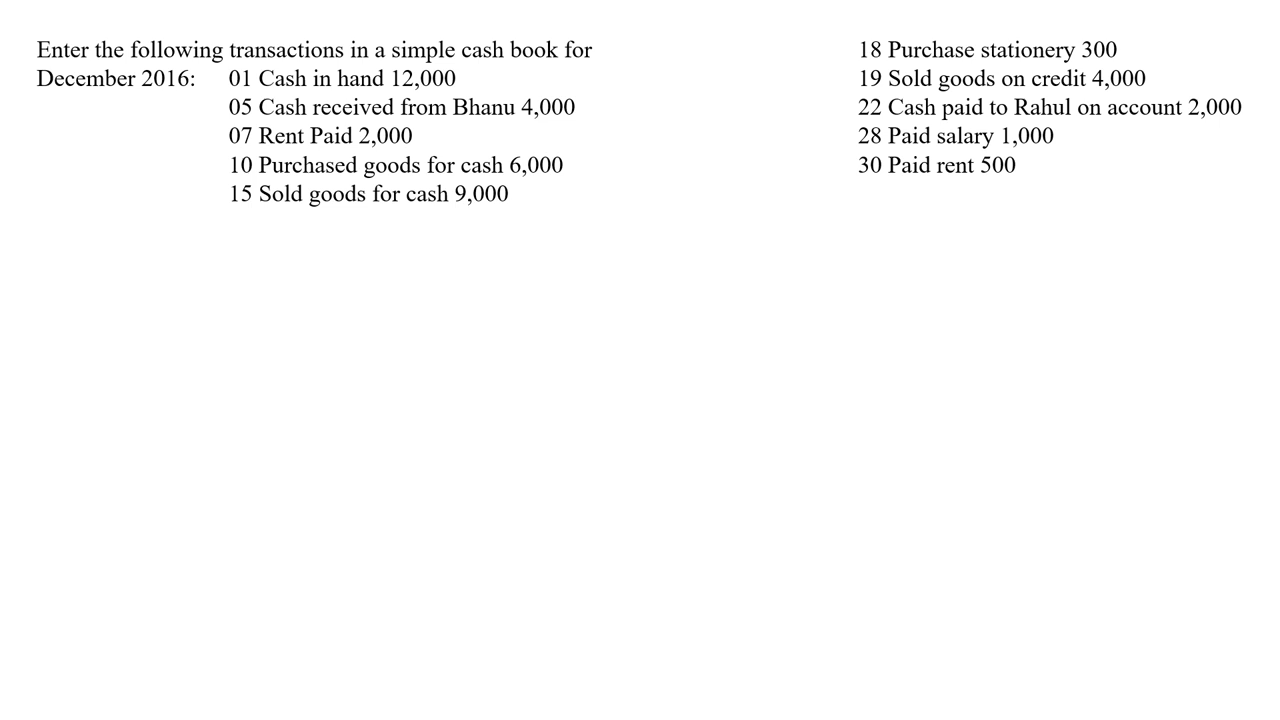 Enter the following transactions in a simple cash book for
December 2016: 01 Cash in hand 12,000
05 Cash received from Bhanu 4,000
07 Rent Paid 2,000
10 Purchased goods for cash 6,000
15 Sold goods for cash 9,000
18 Purchase stationery 300
19 Sold goods on credit 4,000
22 Cash paid to Rahul on account 2,000
28 Paid salary 1,000
30 Paid rent 500